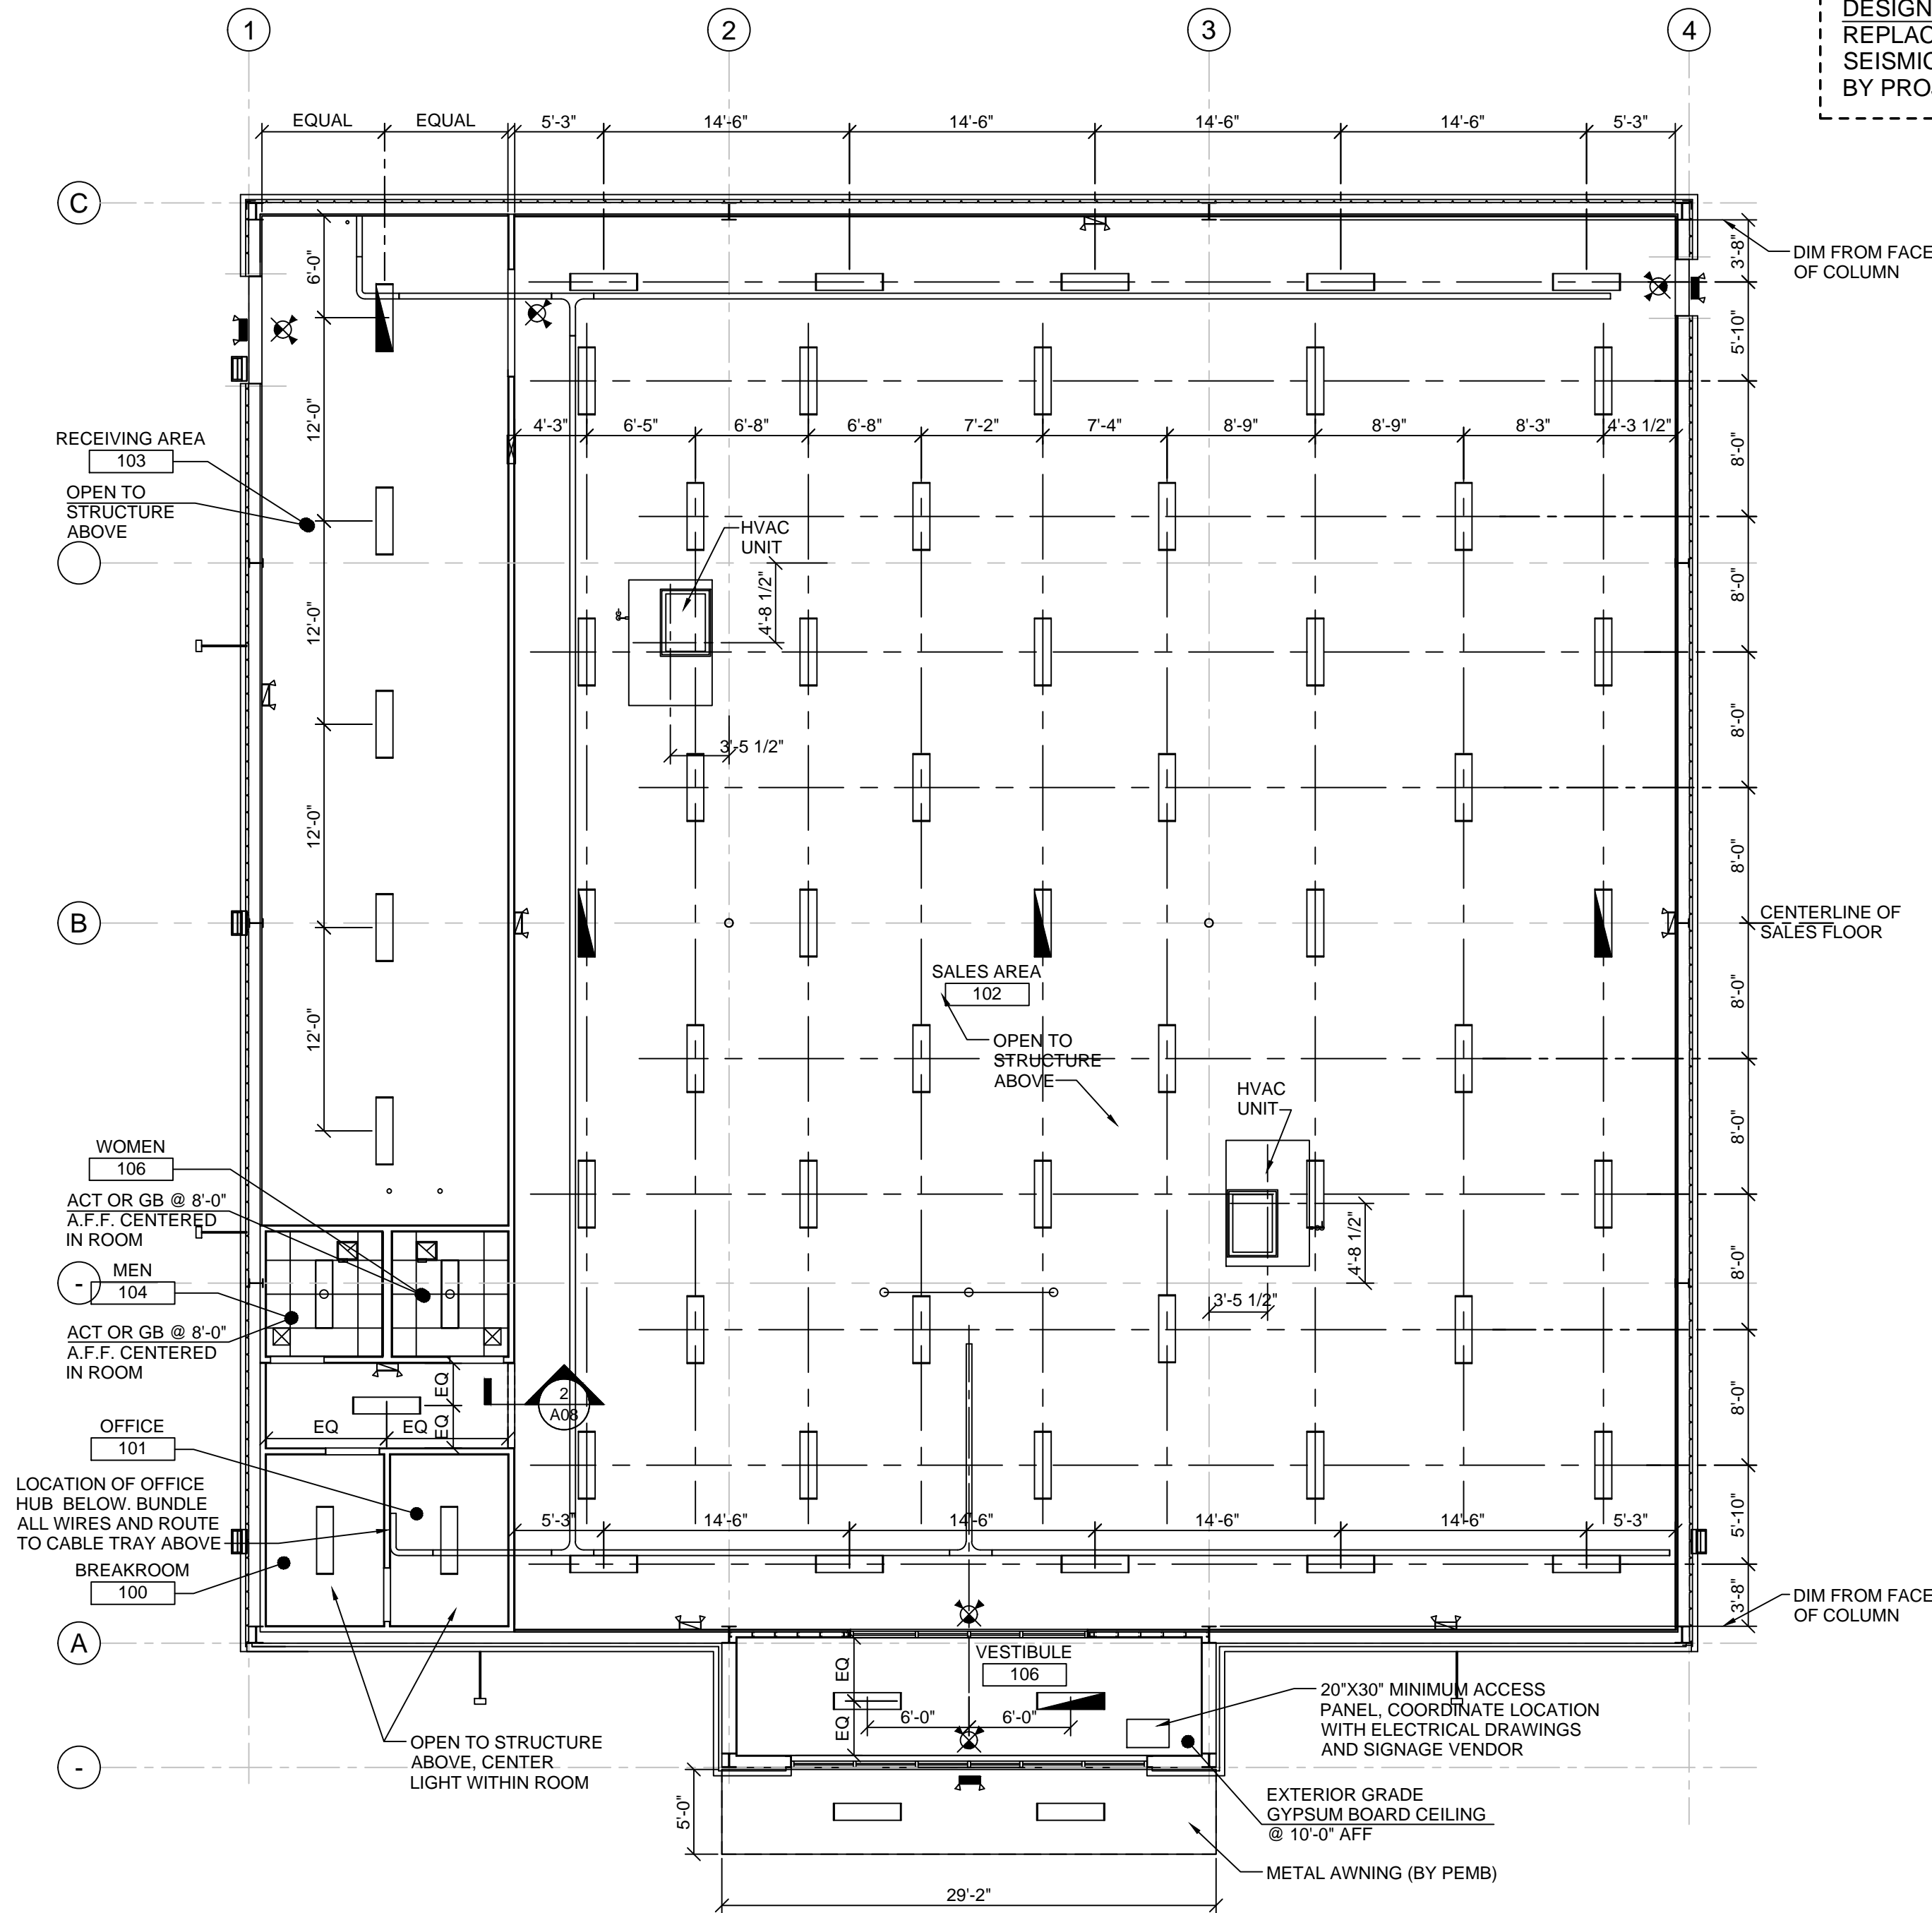 DESIGN
REPLAC
SEISMIC
BY PRO
1
2
3
4
EQUAL
EQUAL
5'-3"
14'-6"
14'-6"
14'-6"
14'-6"
5'-3"
C
DIM FROM FACE
OF COLUMN
3'-8"
6'-0"
5'-10"
12'-0"
4'-3"
6'-5"
6'-8"
6'-8"
7'-2"
7'-4"
8'-9"
8'-9"
8'-3"
4'-3 1/2"
8'-0"
RECEIVING AREA
103
OPEN TO
STRUCTURE
ABOVE
HVAC
UNIT
4'-8 1/2"
8'-0"
12'-0"
8'-0"
3'-5 1/2"
12'-0"
8'-0"
B
CENTERLINE OF
SALES FLOOR
SALES AREA
102
8'-0"
12'-0"
OPEN TO
STRUCTURE
ABOVE
HVAC
UNIT
8'-0"
WOMEN
106
ACT OR GB @ 8'-0"
A.F.F. CENTERED
IN ROOM
4'-8 1/2"
8'-0"
-
MEN
104
3'-5 1/2"
ACT OR GB @ 8'-0"
A.F.F. CENTERED
IN ROOM
EQ
EQ
EQ
EQ
2
A08
8'-0"
OFFICE
101
LOCATION OF OFFICE
HUB BELOW. BUNDLE
ALL WIRES AND ROUTE
TO CABLE TRAY ABOVE
5'-3"
14'-6"
14'-6"
14'-6"
14'-6"
5'-3"
5'-10"
BREAKROOM
100
3'-8"
DIM FROM FACE
OF COLUMN
A
VESTIBULE
106
EQ
EQ
6'-0"
6'-0"
20"X30" MINIMUM ACCESS
PANEL, COORDINATE LOCATION
WITH ELECTRICAL DRAWINGS
AND SIGNAGE VENDOR
OPEN TO STRUCTURE
ABOVE, CENTER
LIGHT WITHIN ROOM
-
5'-0"
EXTERIOR GRADE
GYPSUM BOARD CEILING
@ 10'-0" AFF
METAL AWNING (BY PEMB)
29'-2"